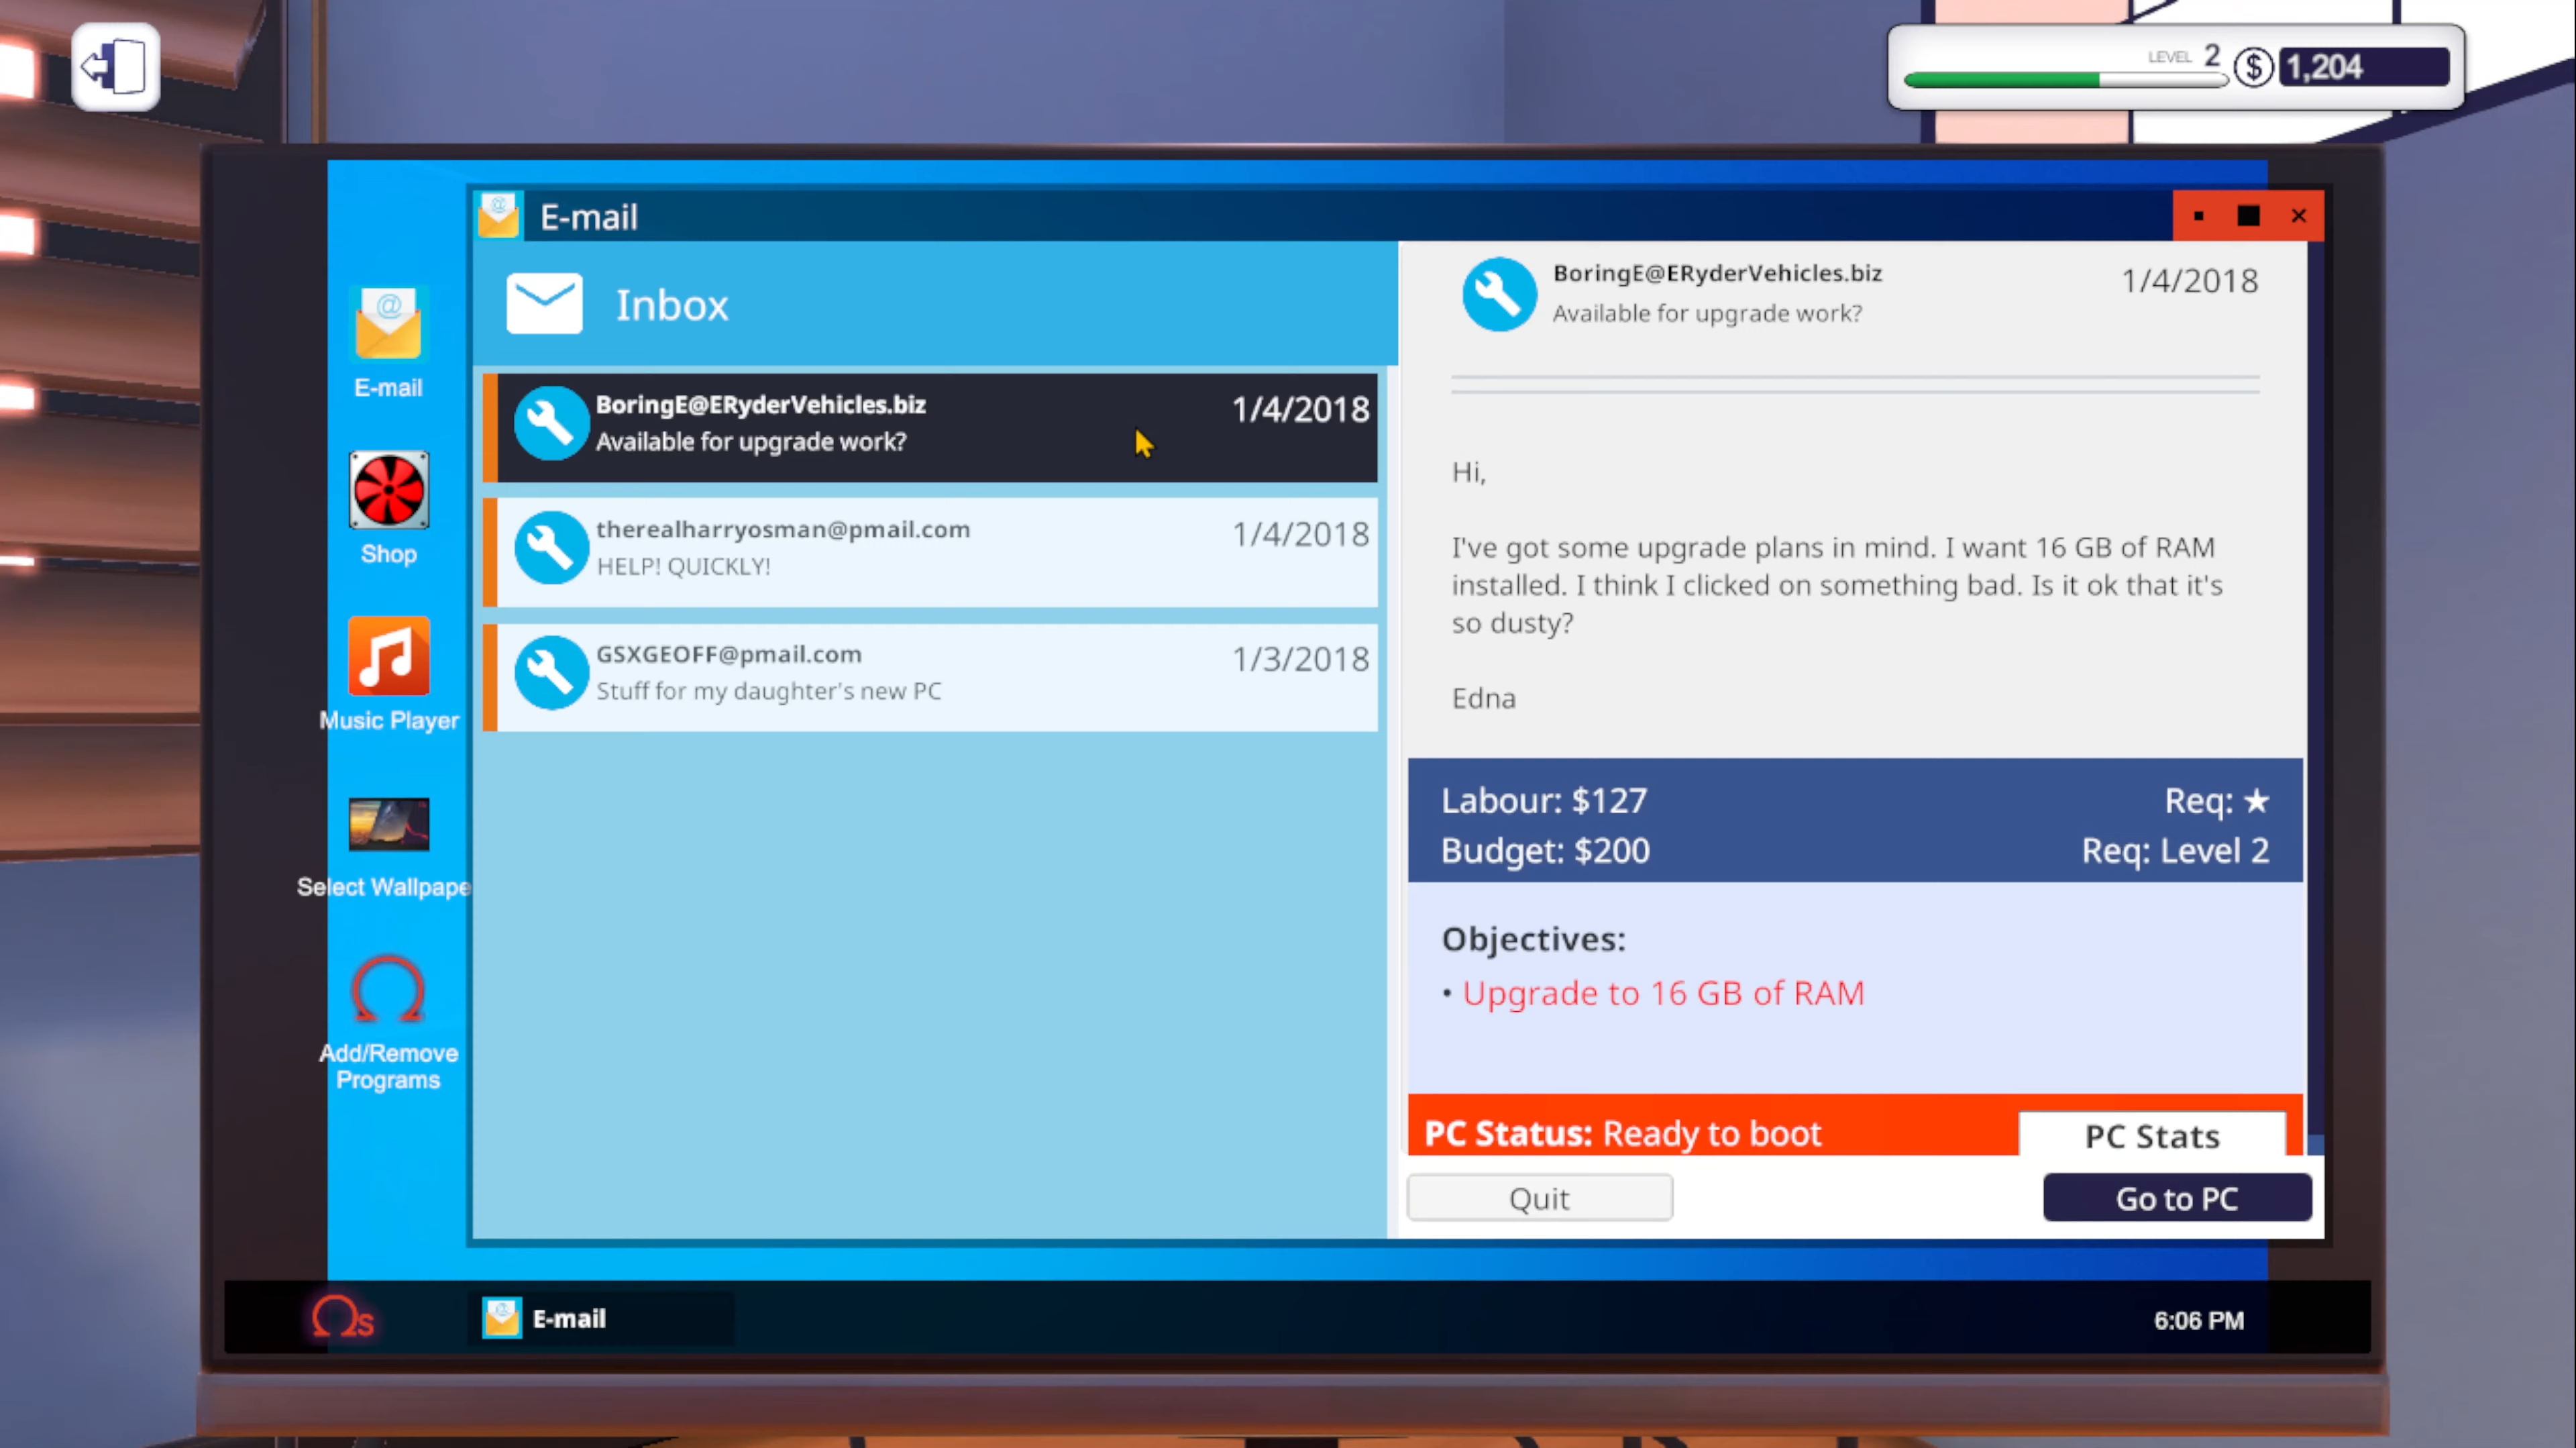 LEVEL 2 $ 1,204
E-mail
E-mail
Shop
Music Player
Select Wallpape
Add/Remove
Programs
Inbox
BoringE@ERyderVehicles.biz 1/4/2018
Available for upgrade work?
therealharryosman@pmail.com 1/4/2018
HELP! QUICKLY!
GSXGEOFF@pmail.com 1/3/2018
Stuff for my daughter's new PC
BoringE@ERyderVehicles.biz 1/4/2018
Available for upgrade work?
Hi,
I've got some upgrade plans in mind. I want 16 GB of RAM
installed. I think I clicked on something bad. Is it ok that it's
so dusty?
Edna
Labour: $127 Req: ★
Budget: $200 Req: Level 2
Objectives:
• Upgrade to 16 GB of RAM
PC Status: Ready to boot PC Stats
Quit Go to PC
Ωs E-mail 6:06 PM